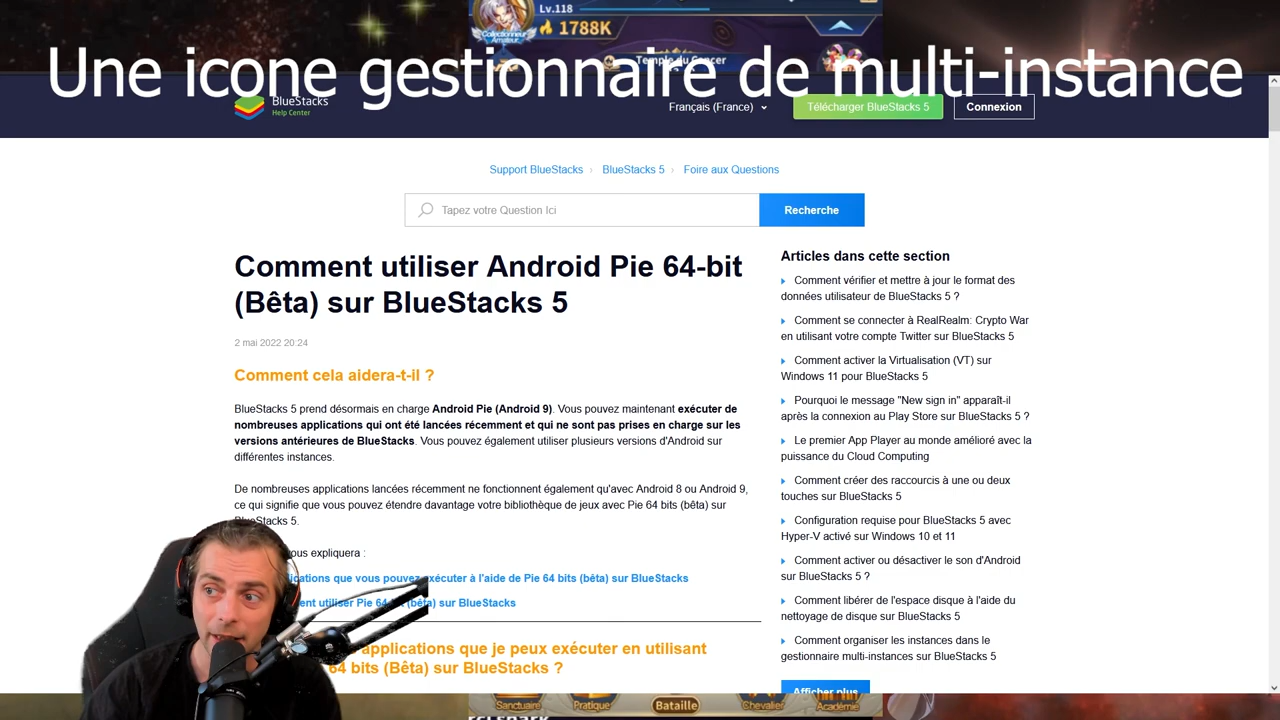 Lv.118
1788K
Collectionneur
Amateur
Temple du Cancer
Une icone gestionnaire de multi-instance
BlueStacks
Help Center
Français (France)
Télécharger BlueStacks 5
Connexion
Support BlueStacks › BlueStacks 5 › Foire aux Questions
Tapez votre Question Ici
Recherche
Comment utiliser Android Pie 64-bit
(Bêta) sur BlueStacks 5
2 mai 2022 20:24
Comment cela aidera-t-il ?
BlueStacks 5 prend désormais en charge Android Pie (Android 9). Vous pouvez maintenant exécuter de
nombreuses applications qui ont été lancées récemment et qui ne sont pas prises en charge sur les
versions antérieures de BlueStacks. Vous pouvez également utiliser plusieurs versions d'Android sur
différentes instances.
De nombreuses applications lancées récemment ne fonctionnent également qu'avec Android 8 ou Android 9,
ce qui signifie que vous pouvez étendre davantage votre bibliothèque de jeux avec Pie 64 bits (bêta) sur
BlueStacks 5.
vous expliquera :
que vous pouvez exécuter à l'aide de Pie 64 bits (bêta) sur BlueStacks
utiliser Pie 64 bit (bêta) sur BlueStacks
applications que je peux exécuter en utilisant
64 bits (Bêta) sur BlueStacks ?
Articles dans cette section
Comment vérifier et mettre à jour le format des
données utilisateur de BlueStacks 5 ?
Comment se connecter à RealRealm: Crypto War
en utilisant votre compte Twitter sur BlueStacks 5
Comment activer la Virtualisation (VT) sur
Windows 11 pour BlueStacks 5
Pourquoi le message "New sign in" apparaît-il
après la connexion au Play Store sur BlueStacks 5 ?
Le premier App Player au monde amélioré avec la
puissance du Cloud Computing
Comment créer des raccourcis à une ou deux
touches sur BlueStacks 5
Configuration requise pour BlueStacks 5 avec
Hyper-V activé sur Windows 10 et 11
Comment activer ou désactiver le son d'Android
sur BlueStacks 5 ?
Comment libérer de l'espace disque à l'aide du
nettoyage de disque sur BlueStacks 5
Comment organiser les instances dans le
gestionnaire multi-instances sur BlueStacks 5
Afficher plus
Sanctuaire
Pratique
Bataille
Chevalier
Académie